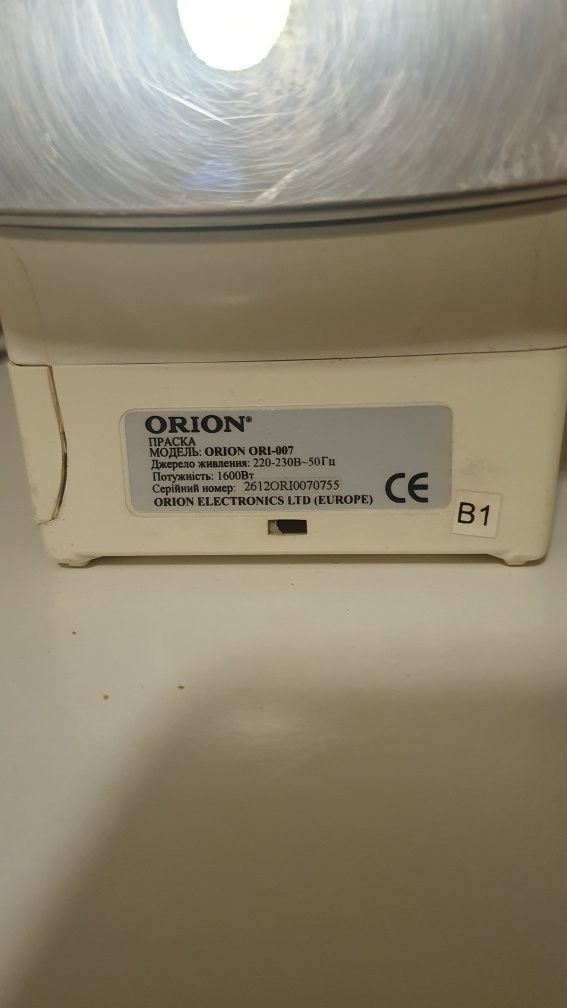 ORION®
ПРАСКА
МОДЕЛЬ: ORION ORI-007
Джерело живлення: 220-230В~50Гц
Потужність: 1600Вт
Серійний номер: 2612ORI0070755
ORION ELECTRONICS LTD (EUROPE)
CE
B1